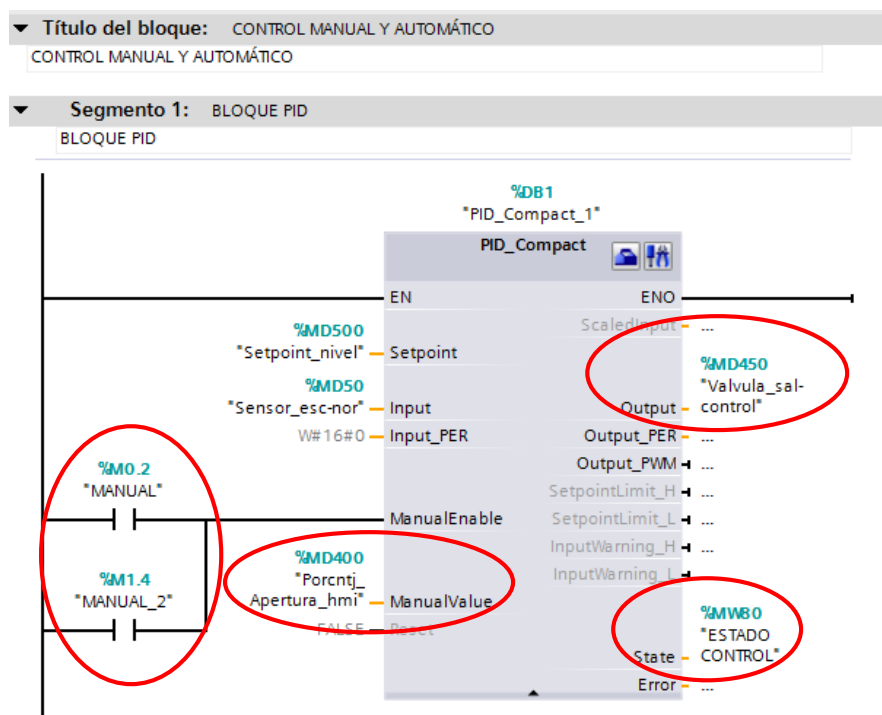 Título del bloque: CONTROL MANUAL Y AUTOMÁTICO
CONTROL MANUAL Y AUTOMÁTICO
Segmento 1: BLOQUE PID
BLOQUE PID
%DB1
"PID_Compact_1"
PID_Compact
EN ENO
ScaledInput ...
%MD500
"Setpoint_nivel" Setpoint
%MD450
"Valvula_sal-
control"
Output
%MD50
"Sensor_esc-nor" Input
W#16#0 Input_PER
Output_PER ...
Output_PWM ...
%M0.2
"MANUAL"
SetpointLimit_H ...
ManualEnable SetpointLimit_L ...
InputWarning_H ...
InputWarning_L ...
%MD400
"Porcntj_
Apertura_hmi" ManualValue
%M1.4
"MANUAL_2"
FALSE Reset
%MW80
"ESTADO
CONTROL"
State
Error ...